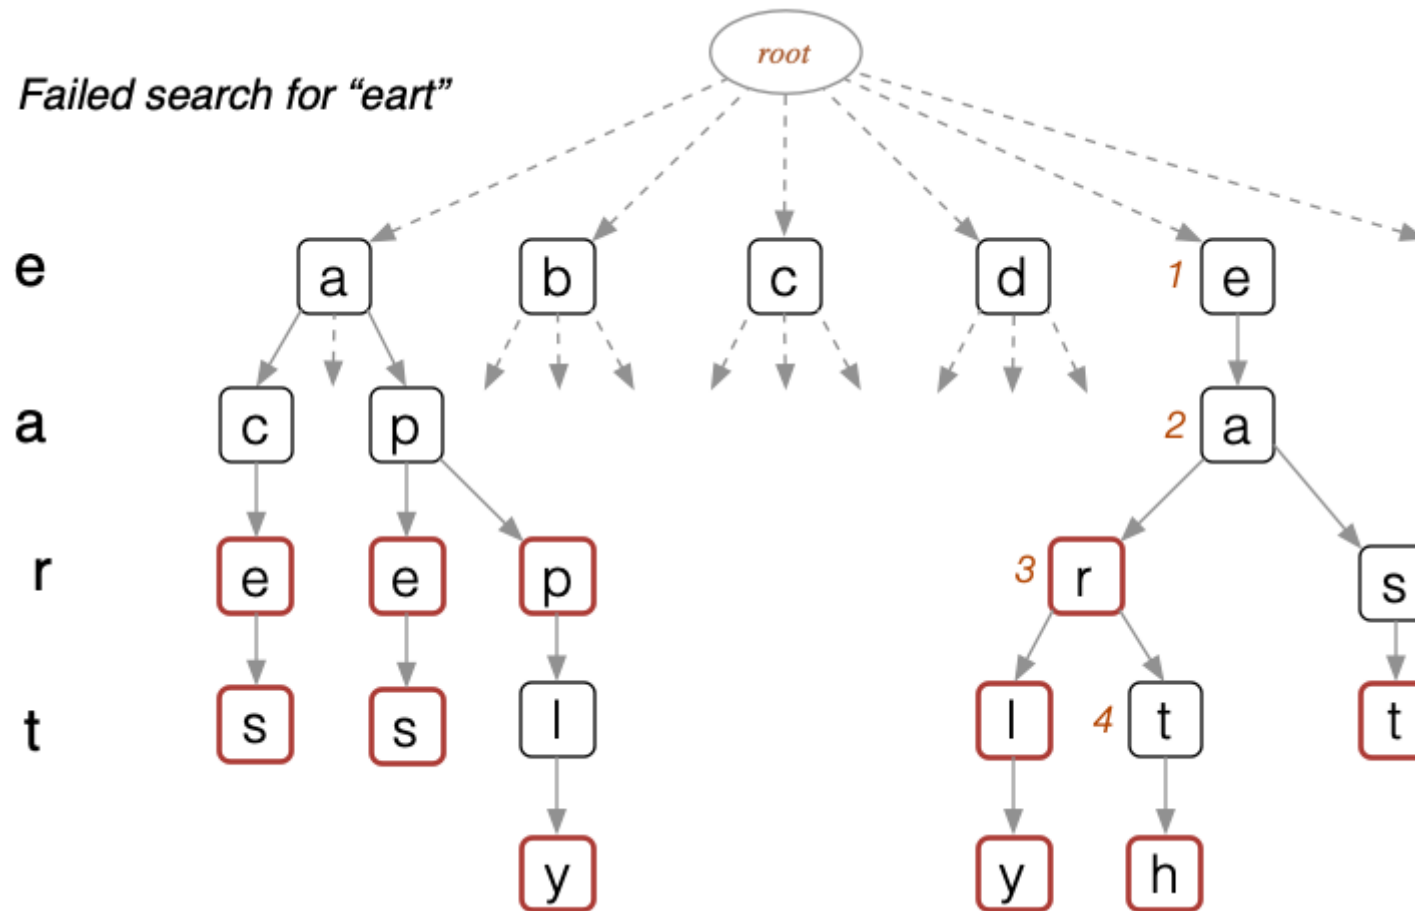 root
Failed search for “eart”
e a b c d 1 e
a c p 2 a
r e e p 3 r s
t s s l l 4 t t
y y h